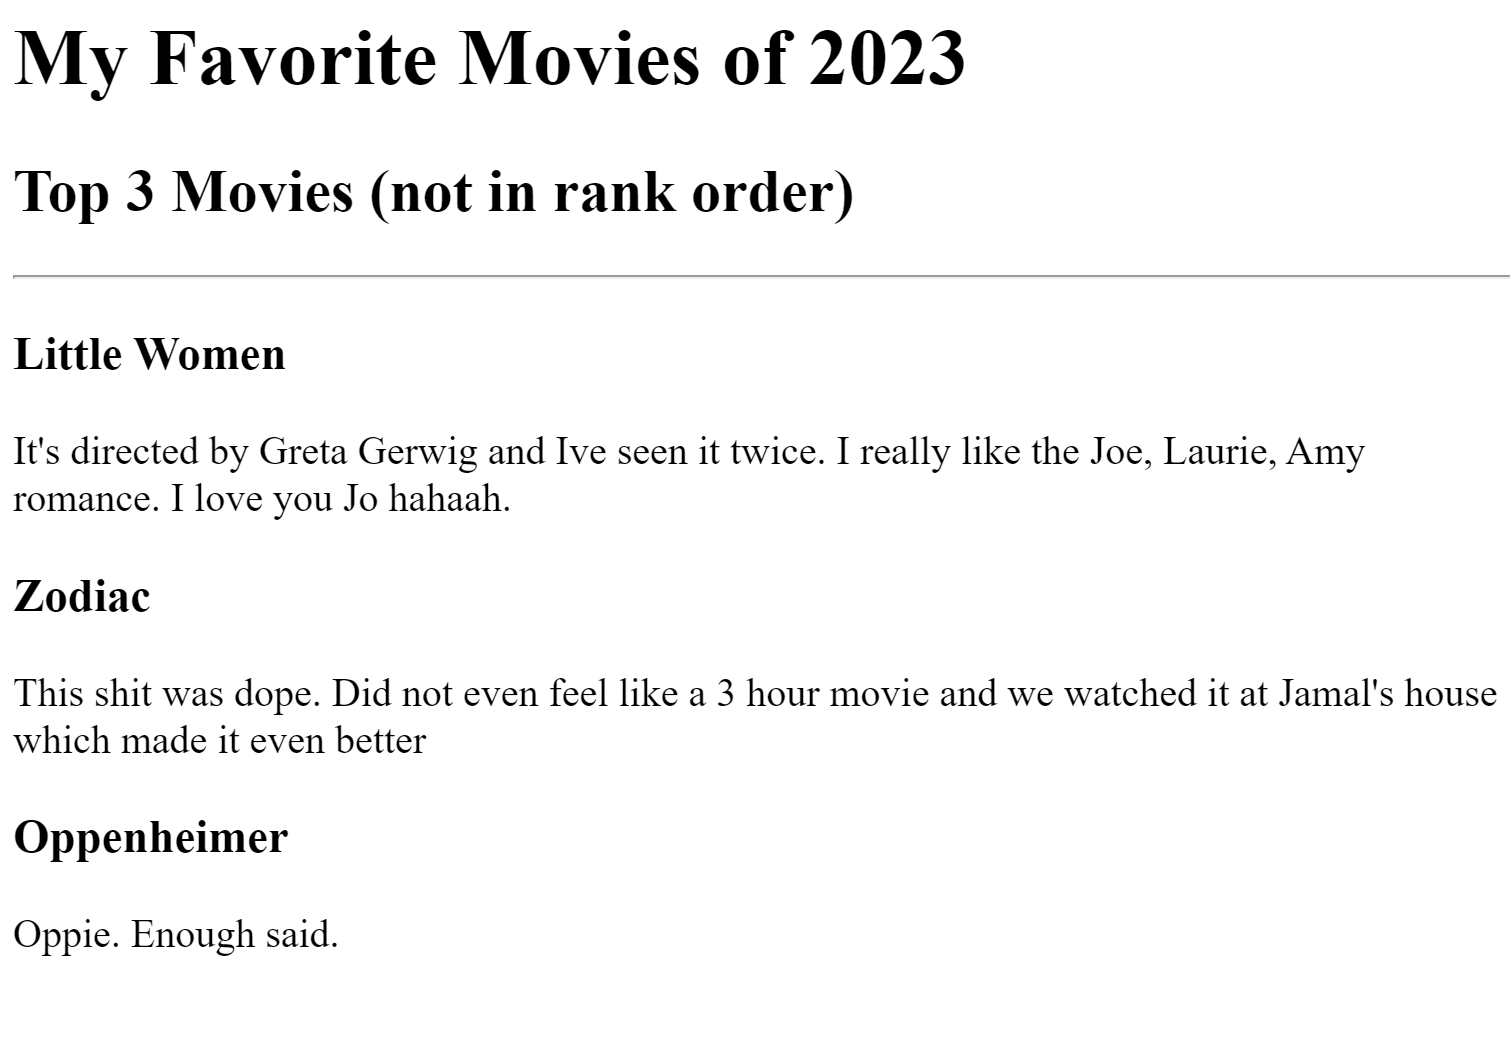 My Favorite Movies of 2023
Top 3 Movies (not in rank order)
Little Women
It's directed by Greta Gerwig and Ive seen it twice. I really like the Joe, Laurie, Amy
romance. I love you Jo hahaah.
Zodiac
This shit was dope. Did not even feel like a 3 hour movie and we watched it at Jamal's house
which made it even better
Oppenheimer
Oppie. Enough said.